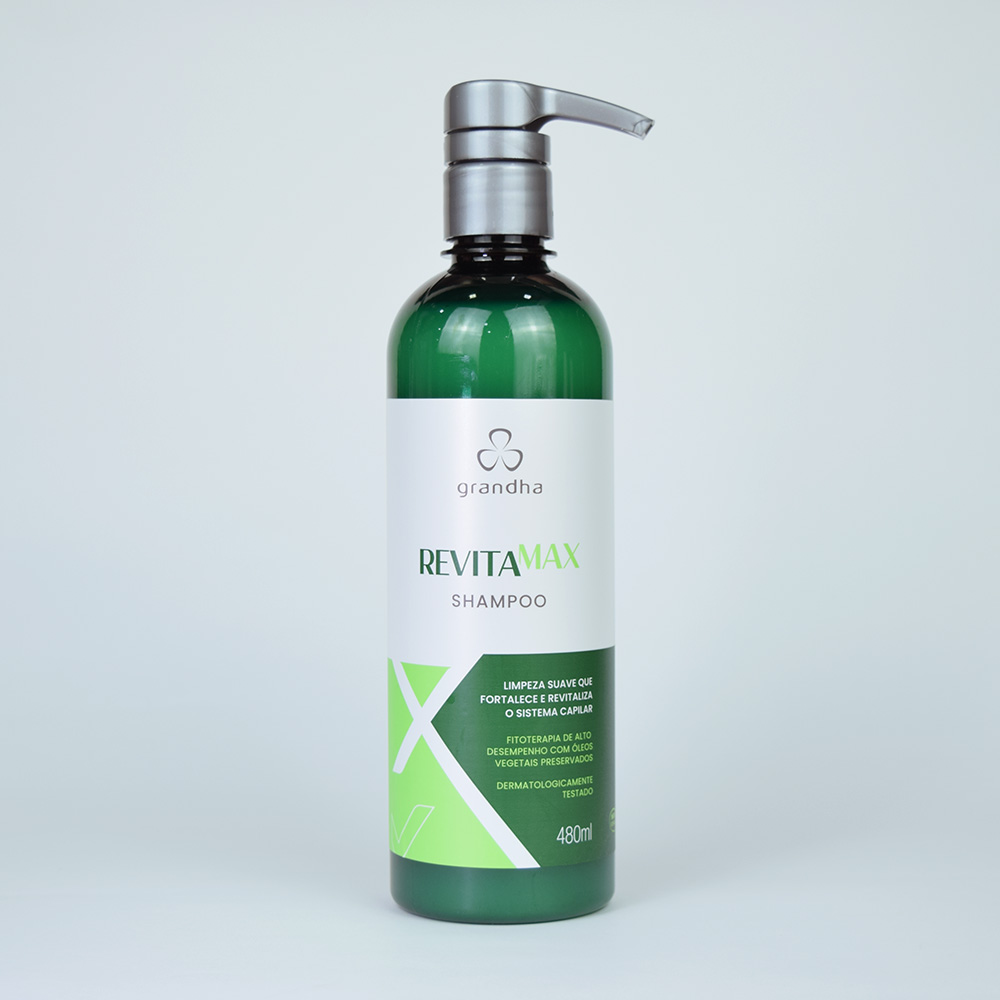 grandha
REVITAMAX
SHAMPOO
LIMPEZA SUAVE QUE
FORTALECE E REVITALIZA
O SISTEMA CAPILAR
FITOTERAPIA DE ALTO
DESEMPENHO COM ÓLEOS
VEGETAIS PRESERVADOS
DERMATOLOGICAMENTE
TESTADO
480ml